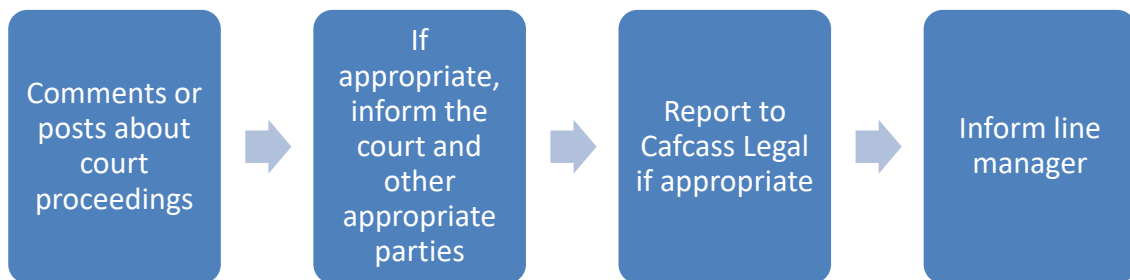 Comments or
posts about
court
proceedings
If
appropriate,
inform the
court and
other
appropriate
parties
Report to
Cafcass Legal
if appropriate
Inform line
manager